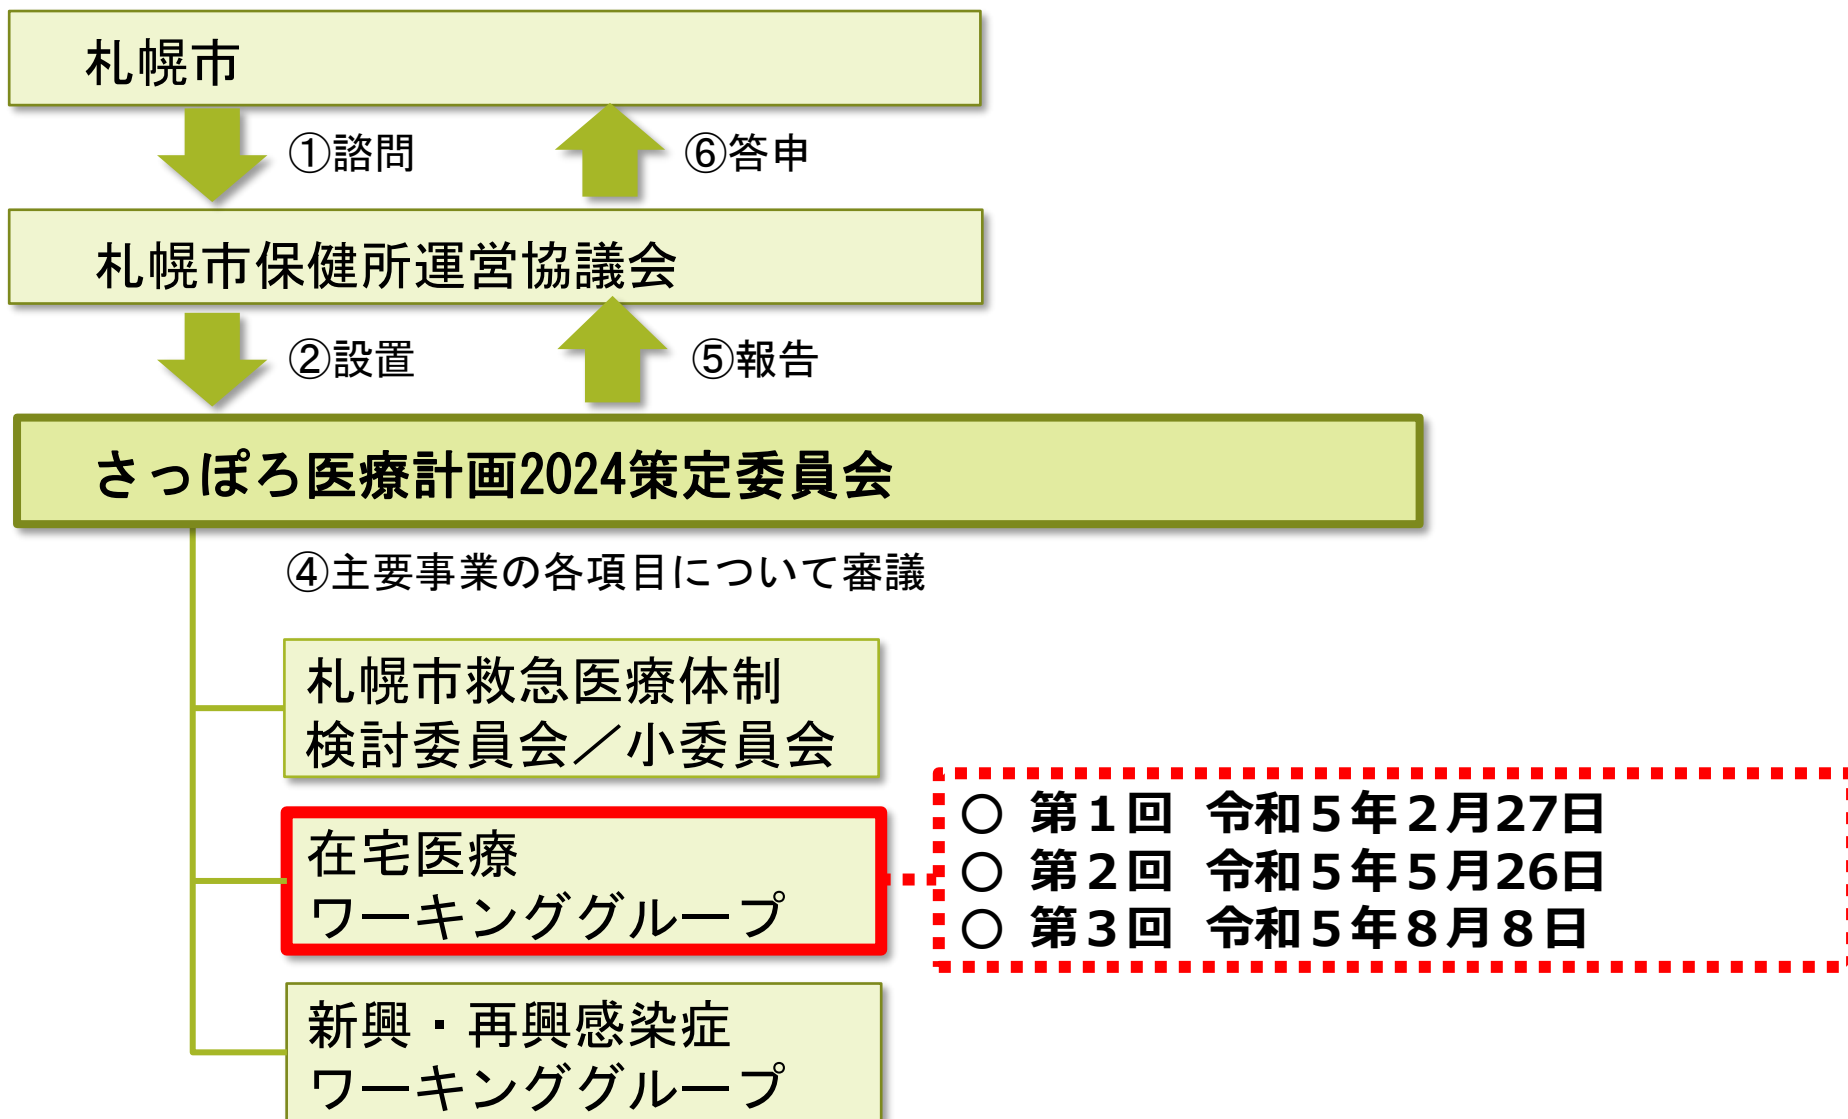 札幌市
①諮問
⑥答申
札幌市保健所運営協議会
②設置
⑤報告
さっぽろ医療計画2024策定委員会
④主要事業の各項目について審議
札幌市救急医療体制
検討委員会／小委員会
在宅医療
ワーキンググループ
○ 第１回 令和５年２月27日
○ 第２回 令和５年５月26日
○ 第３回 令和５年８月８日
新興・再興感染症
ワーキンググループ